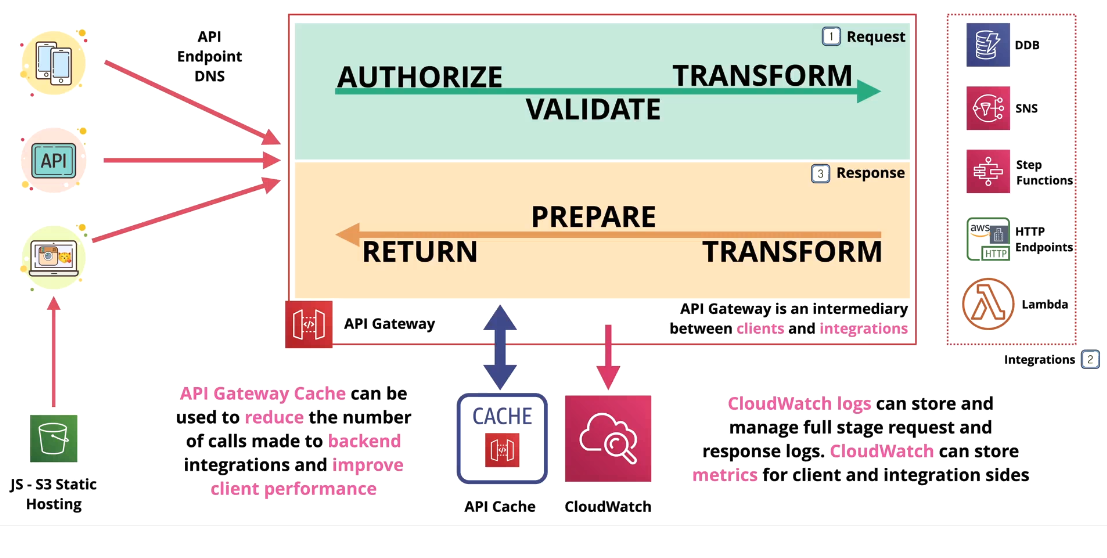 API
Endpoint
DNS
API
JS - S3 Static
Hosting
1 Request
AUTHORIZE
TRANSFORM
VALIDATE
3 Response
PREPARE
RETURN
TRANSFORM
API Gateway
API Gateway is an intermediary
between clients and integrations
DDB
SNS
Step
Functions
aws
HTTP
HTTP
Endpoints
Lambda
Integrations 2
API Gateway Cache can be
used to reduce the number
of calls made to backend
integrations and improve
client performance
CACHE
API Cache
CloudWatch
CloudWatch logs can store and
manage full stage request and
response logs. CloudWatch can store
metrics for client and integration sides